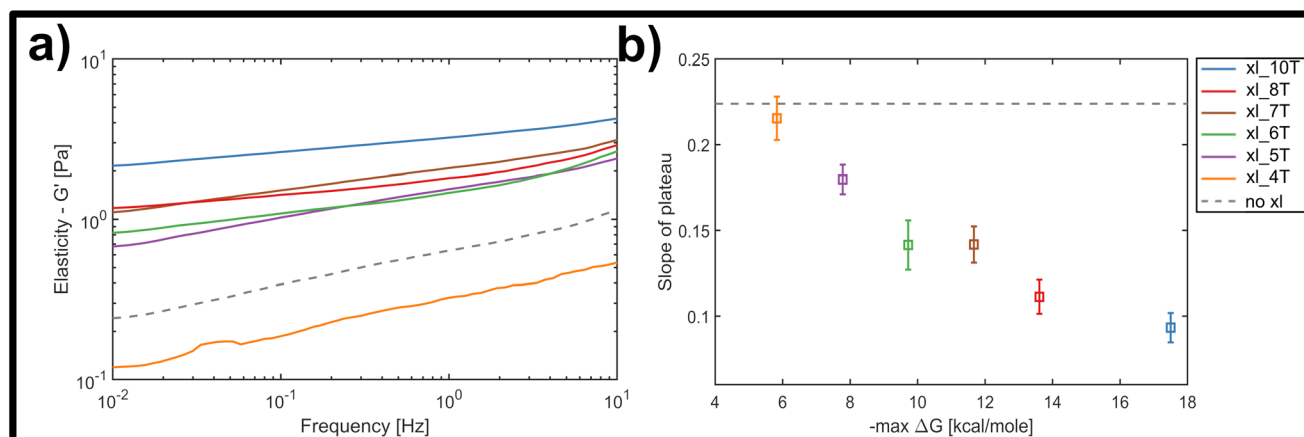 a)
10^1
10^0
10^-1
Elasticity - G' [Pa]
10^-2
10^-1
10^0
10^1
Frequency [Hz]
b)
0.25
0.2
0.15
0.1
Slope of plateau
4
6
8
10
12
14
16
18
-max ΔG [kcal/mole]
xl_10T
xl_8T
xl_7T
xl_6T
xl_5T
xl_4T
no xl